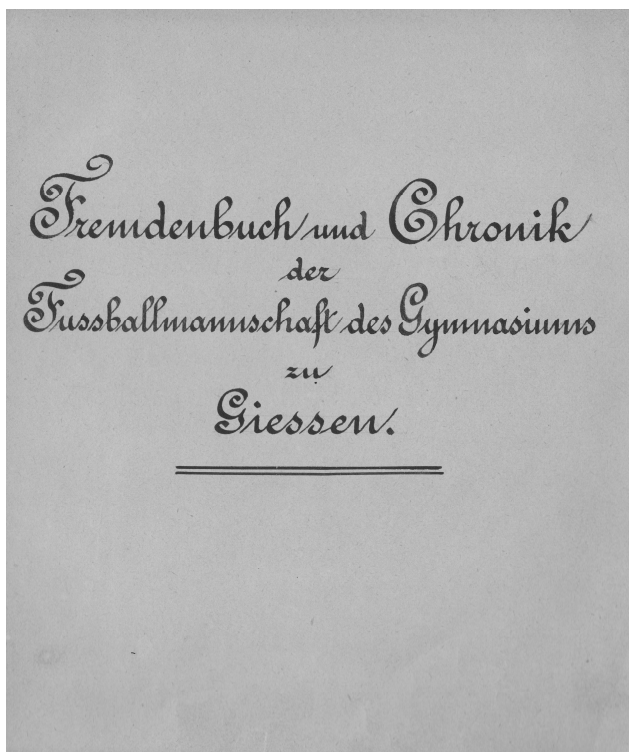 Fremdenbuch und Chronik
der
Fussballmannschaft des Gymnasiums
zu
Giessen.